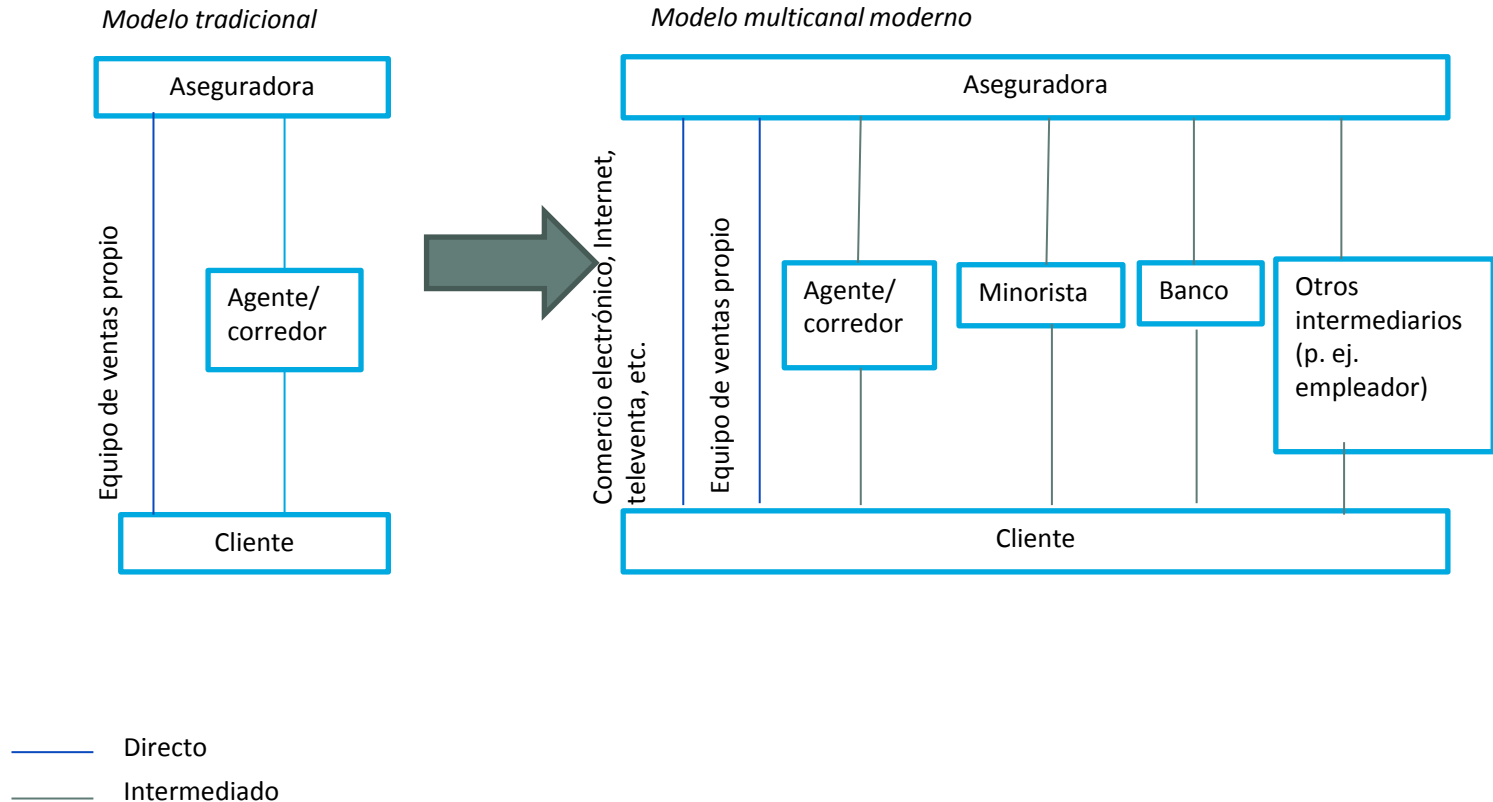 Modelo tradicional
Aseguradora
Equipo de ventas propio
Agente/
corredor
Cliente
Modelo multicanal moderno
Aseguradora
Comercio electrónico, Internet,
televenta, etc.
Equipo de ventas propio
Agente/
corredor
Minorista
Banco
Otros
intermediarios
(p. ej.
empleador)
Cliente
Directo
Intermediado